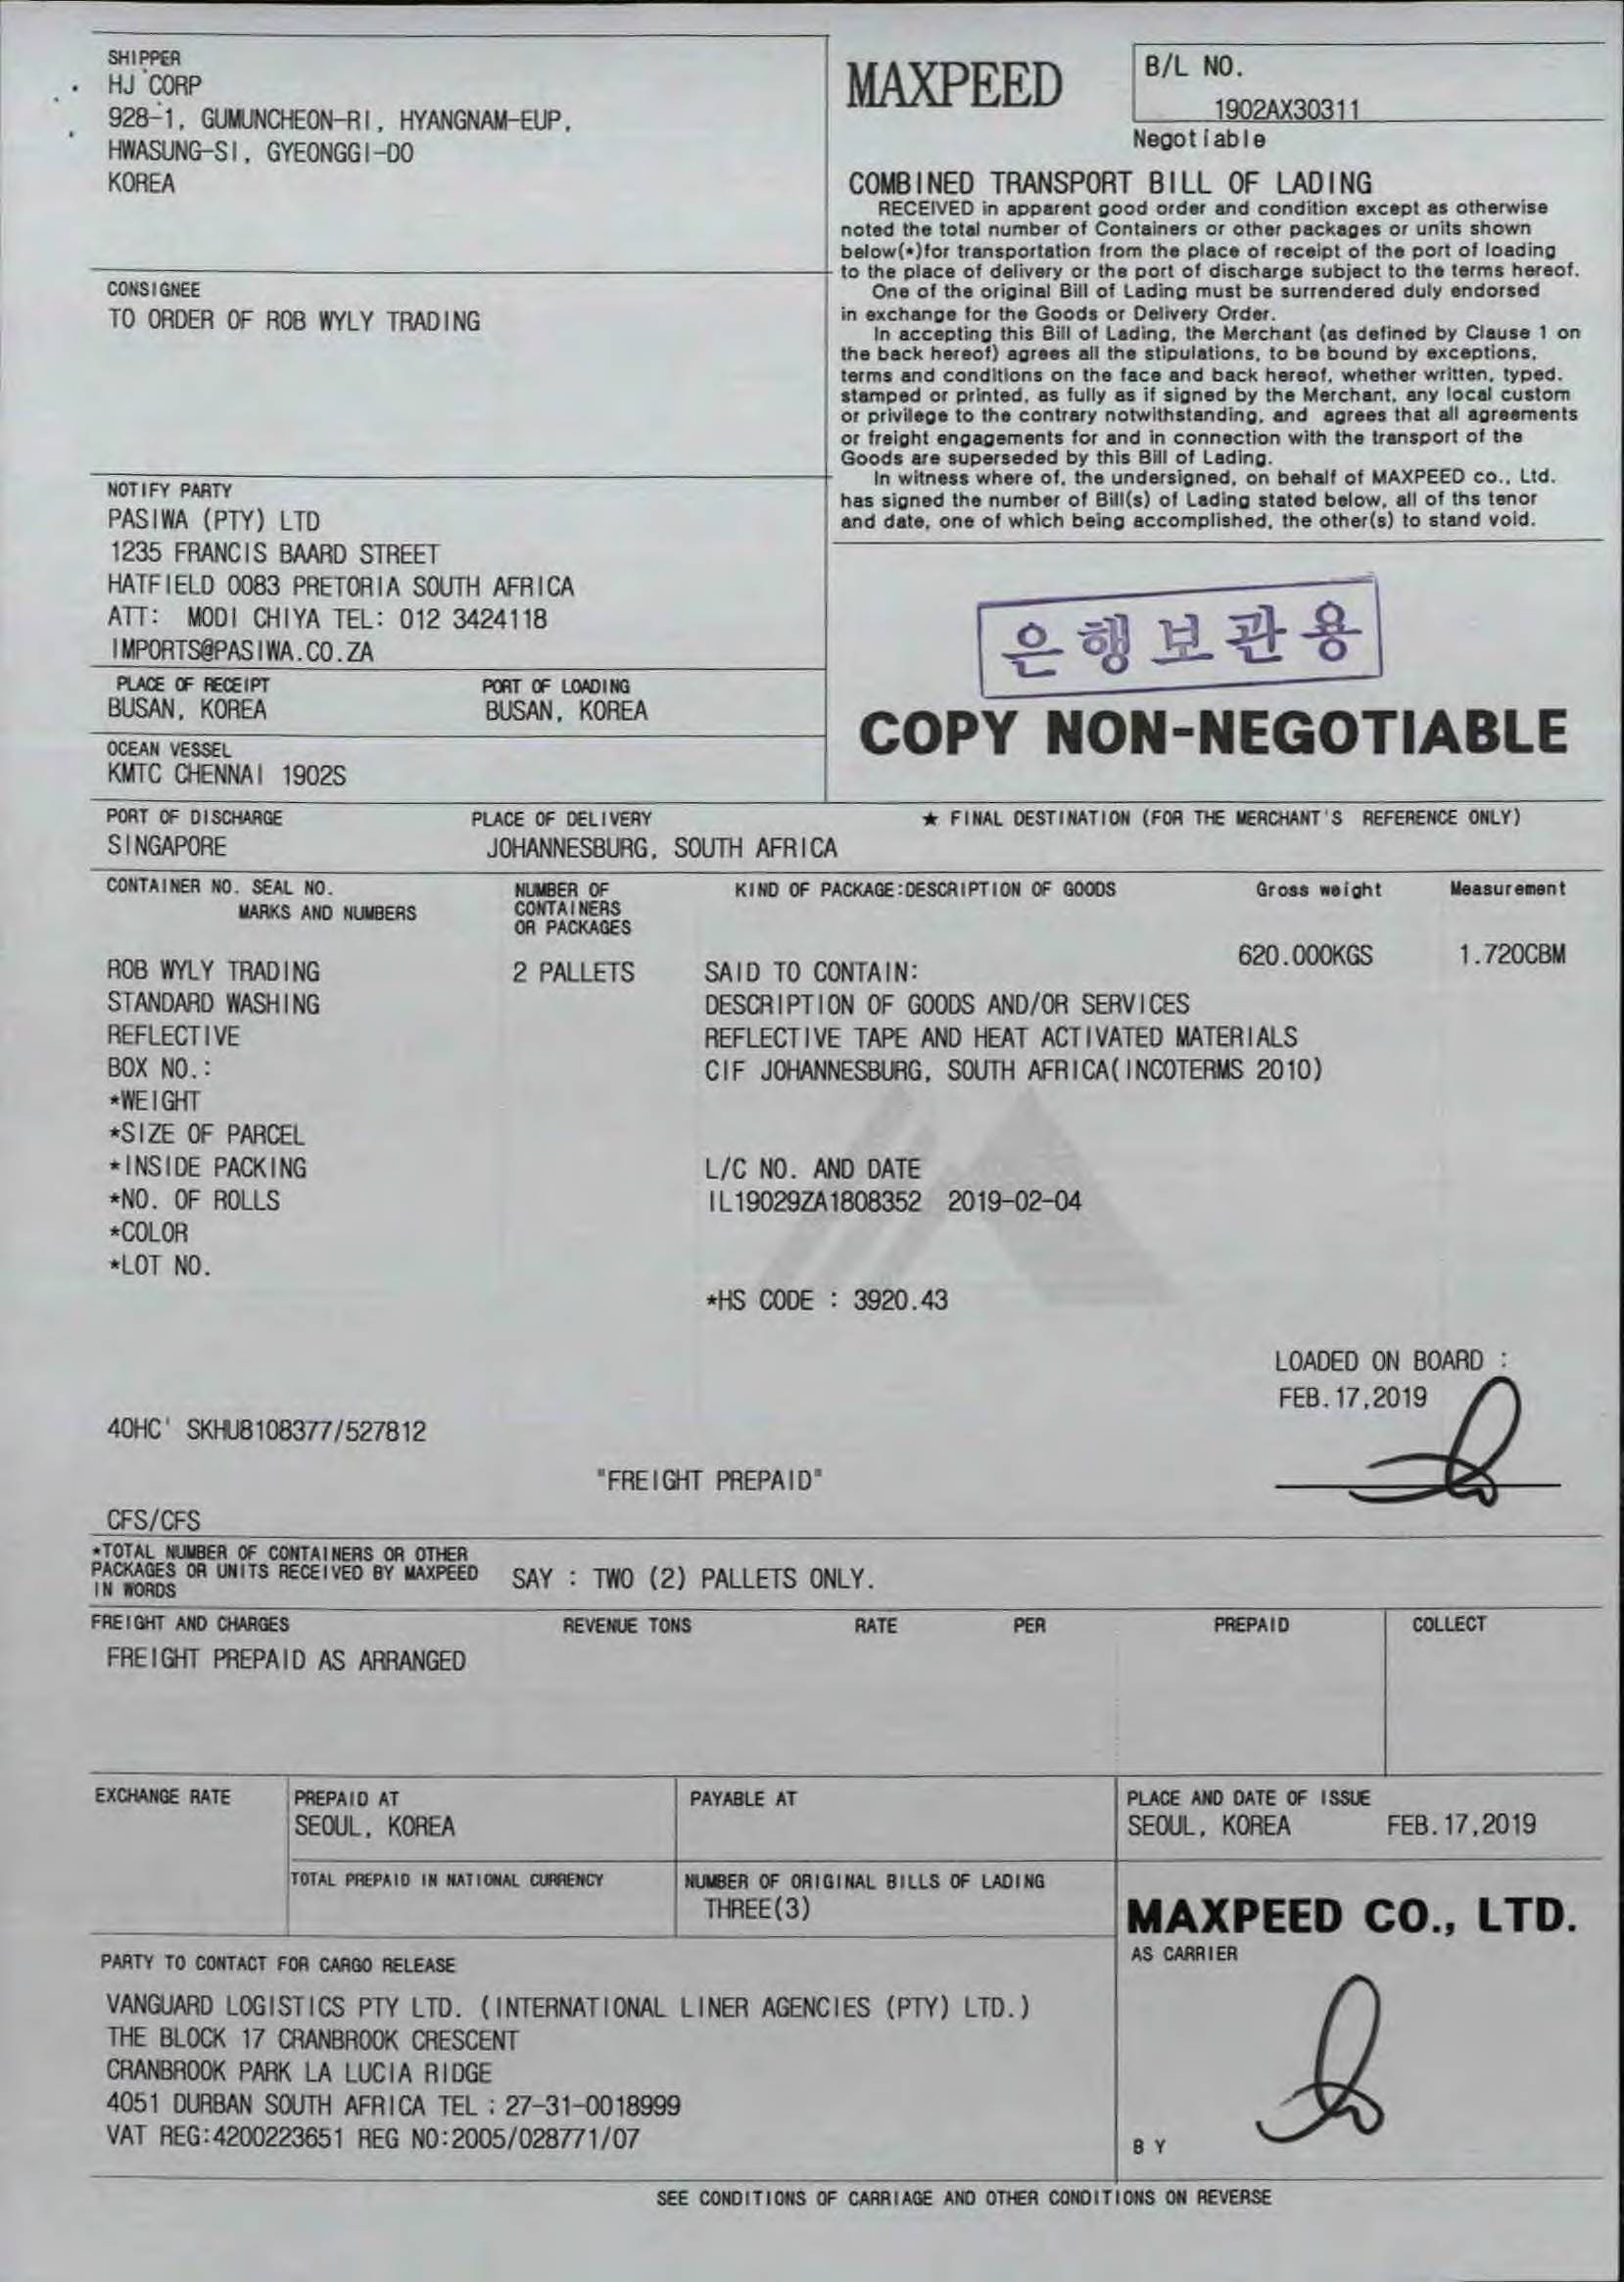 SHIPPER
HJ CORP
928-1, GUMUNCHEON-RI, HYANGNAM-EUP,
HWASUNG-SI, GYEONGGI-DO
KOREA
MAXPEED
B/L NO.
1902AX30311
Negotiable
COMBINED TRANSPORT BILL OF LADING
RECEIVED in apparent good order and condition except as otherwise
noted the total number of Containers or other packages or units shown
below(*)for transportation from the place of receipt of the port of loading
to the place of delivery or the port of discharge subject to the terms hereof.
One of the original Bill of Lading must be surrendered duly endorsed
in exchange for the Goods or Delivery Order.
In accepting this Bill of Lading, the Merchant (as defined by Clause 1 on
the back hereof) agrees all the stipulations, to be bound by exceptions,
terms and conditions on the face and back hereof, whether written, typed.
stamped or printed, as fully as if signed by the Merchant, any local custom
or privilege to the contrary notwithstanding, and agrees that all agreements
or freight engagements for and in connection with the transport of the
Goods are superseded by this Bill of Lading.
In witness where of, the undersigned, on behalf of MAXPEED co., Ltd.
has signed the number of Bill(s) of Lading stated below, all of ths tenor
and date, one of which being accomplished, the other(s) to stand void.
CONSIGNEE
TO ORDER OF ROB WYLY TRADING
NOTIFY PARTY
PASIWA (PTY) LTD
1235 FRANCIS BAARD STREET
HATFIELD 0083 PRETORIA SOUTH AFRICA
ATT: MODI CHIYA TEL: 012 3424118
IMPORTS@PASIWA.CO.ZA
은행보관용
COPY NON-NEGOTIABLE
PLACE OF RECEIPT PORT OF LOADING
BUSAN, KOREA BUSAN, KOREA
OCEAN VESSEL
KMTC CHENNAI 1902S
PORT OF DISCHARGE PLACE OF DELIVERY ★ FINAL DESTINATION (FOR THE MERCHANT'S REFERENCE ONLY)
SINGAPORE JOHANNESBURG, SOUTH AFRICA
CONTAINER NO. SEAL NO.
MARKS AND NUMBERS
NUMBER OF
CONTAINERS
OR PACKAGES
KIND OF PACKAGE:DESCRIPTION OF GOODS Gross weight Measurement
620.000KGS 1.720CBM
ROB WYLY TRADING 2 PALLETS SAID TO CONTAIN:
STANDARD WASHING DESCRIPTION OF GOODS AND/OR SERVICES
REFLECTIVE REFLECTIVE TAPE AND HEAT ACTIVATED MATERIALS
BOX NO.: CIF JOHANNESBURG, SOUTH AFRICA(INCOTERMS 2010)
*WEIGHT
*SIZE OF PARCEL
*INSIDE PACKING L/C NO. AND DATE
*NO. OF ROLLS IL19029ZA1808352 2019-02-04
*COLOR
*LOT NO.
*HS CODE : 3920.43
LOADED ON BOARD :
FEB.17,2019
40HC' SKHU8108377/527812
"FREIGHT PREPAID"
CFS/CFS
*TOTAL NUMBER OF CONTAINERS OR OTHER
PACKAGES OR UNITS RECEIVED BY MAXPEED
IN WORDS
SAY : TWO (2) PALLETS ONLY.
FREIGHT AND CHARGES REVENUE TONS RATE PER PREPAID COLLECT
FREIGHT PREPAID AS ARRANGED
EXCHANGE RATE PREPAID AT PAYABLE AT PLACE AND DATE OF ISSUE
SEOUL, KOREA SEOUL, KOREA FEB.17,2019
TOTAL PREPAID IN NATIONAL CURRENCY NUMBER OF ORIGINAL BILLS OF LADING
THREE(3)
MAXPEED CO., LTD.
AS CARRIER
PARTY TO CONTACT FOR CARGO RELEASE
VANGUARD LOGISTICS PTY LTD. (INTERNATIONAL LINER AGENCIES (PTY) LTD.)
THE BLOCK 17 CRANBROOK CRESCENT
CRANBROOK PARK LA LUCIA RIDGE
4051 DURBAN SOUTH AFRICA TEL : 27-31-0018999
VAT REG:4200223651 REG NO:2005/028771/07
BY
SEE CONDITIONS OF CARRIAGE AND OTHER CONDITIONS ON REVERSE